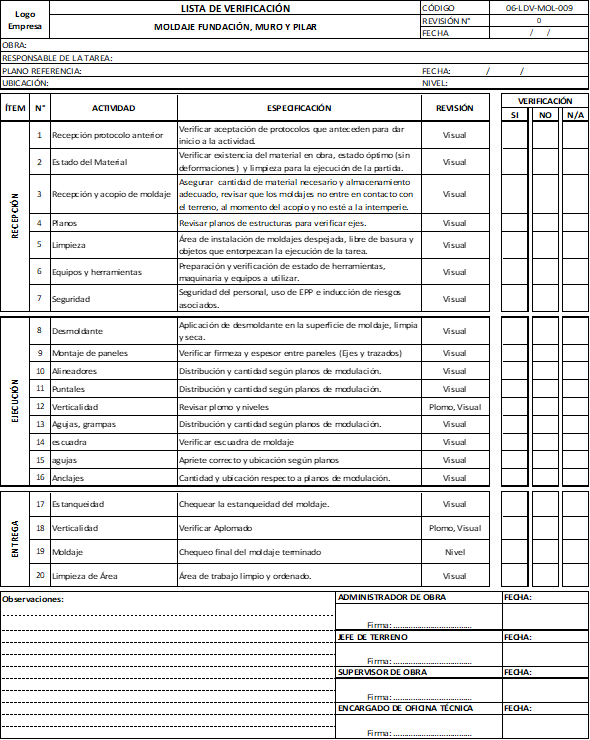 Logo
Empresa
LISTA DE VERIFICACIÓN
MOLDAJE FUNDACIÓN, MURO Y PILAR
CÓDIGO 06-LDV-MOL-009
REVISIÓN N° 0
FECHA / /
OBRA:
RESPONSABLE DE LA TAREA:
PLANO REFERENCIA: FECHA: / /
UBICACIÓN: NIVEL:
ÍTEM N° ACTIVIDAD ESPECIFICACIÓN REVISIÓN VERIFICACIÓN
SI NO N/A
RECEPCIÓN
1 Recepción protocolo anterior Verificar aceptación de protocolos que anteceden para dar
inicio a la actividad. Visual
2 Estado del Material Verificar existencia del material en obra, estado óptimo (sin
deformaciones) y limpieza para la ejecución de la partida. Visual
3 Recepción y acopio de moldaje Asegurar cantidad de material necesario y almacenamiento
adecuado, revisar que los moldajes no entre en contacto con
el terreno, al momento del acopio y no esté a la intemperie. Visual
4 Planos Revisar planos de estructuras para verificar ejes. Visual
5 Limpieza Área de instalación de moldajes despejada, libre de basura y
objetos que entorpezcan la ejecución de la tarea. Visual
6 Equipos y herramientas Preparación y verificación de estado de herramientas,
maquinaria y equipos a utilizar. Visual
7 Seguridad Seguridad del personal, uso de EPP e inducción de riesgos
asociados. Visual
EJECUCIÓN
8 Desmoldante Aplicación de desmoldante en la superficie de moldaje, limpia
y seca. Visual
9 Montaje de paneles Verificar firmeza y espesor entre paneles (Ejes y trazados) Visual
10 Alineadores Distribución y cantidad según planos de modulación. Visual
11 Puntales Distribución y cantidad según planos de modulación. Visual
12 Verticalidad Revisar plomo y niveles Plomo, Visual
13 Agujas, grampas Distribución y cantidad según planos de modulación. Visual
14 escuadra Verificar escuadra de moldaje Visual
15 agujas Apriete correcto y ubicación según planos Visual
16 Anclajes Cantidad y ubicación respecto a planos de modulación. Visual
ENTREGA
17 Estanqueidad Chequear la estanqueidad del moldaje. Visual
18 Verticalidad Verificar Aplomado Plomo, Visual
19 Moldaje Chequeo final del moldaje terminado Nivel
20 Limpieza de Área Área de trabajo limpio y ordenado. Visual
Observaciones:
ADMINISTRADOR DE OBRA FECHA:
Firma: ....................................
JEFE DE TERRENO FECHA:
Firma: ....................................
SUPERVISOR DE OBRA FECHA:
Firma: ....................................
ENCARGADO DE OFICINA TÉCNICA FECHA:
Firma: ....................................